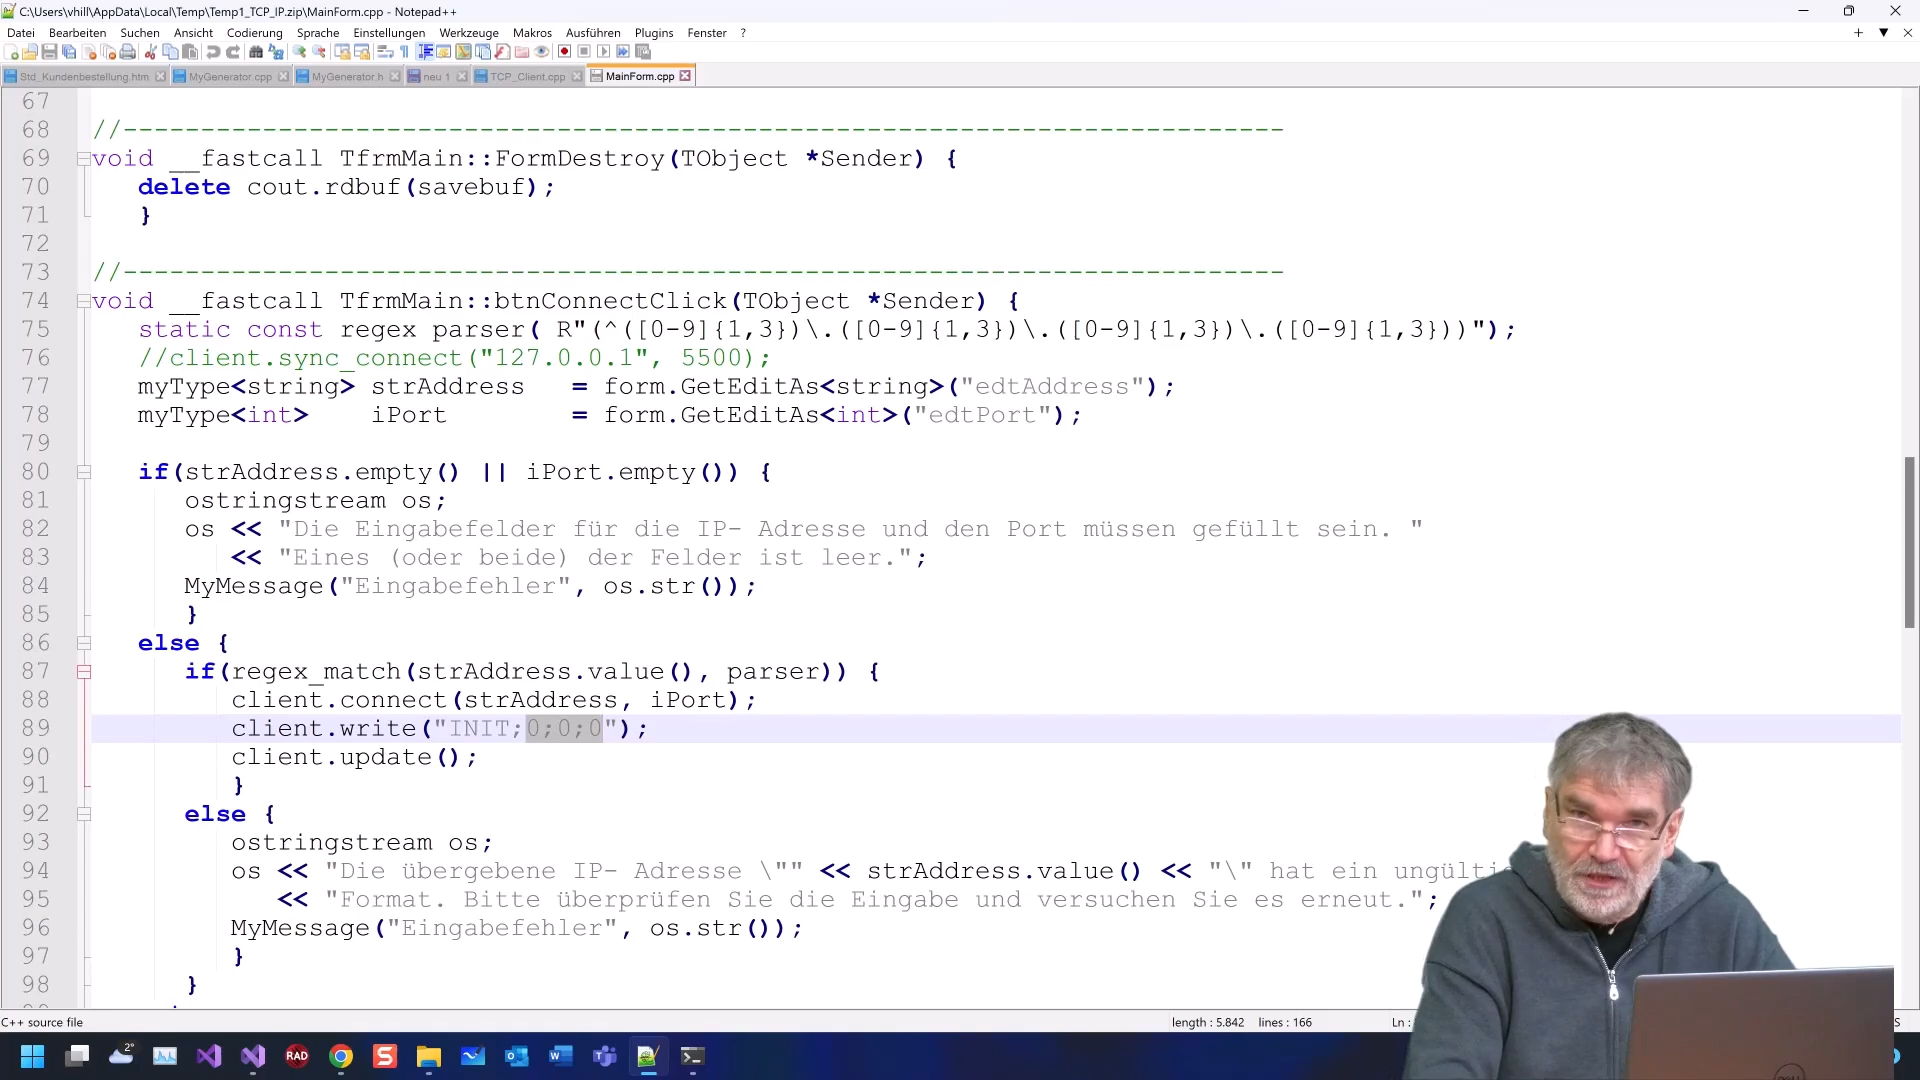 C:\Users\vhill\AppData\Local\Temp\Temp1_TCP_IP.zip\MainForm.cpp - Notepad++
Datei Bearbeiten Suchen Ansicht Codierung Sprache Einstellungen Werkzeuge Makros Ausführen Plugins Fenster ?
Std_Kundenbestellung.htm MyGenerator.cpp MyGenerator.h neu 1 TCP_Client.cpp MainForm.cpp
67
68 //---------------------------------------------------------------------------
69 void __fastcall TfrmMain::FormDestroy(TObject *Sender) {
70 delete cout.rdbuf(savebuf);
71 }
72
73 //---------------------------------------------------------------------------
74 void __fastcall TfrmMain::btnConnectClick(TObject *Sender) {
75 static const regex parser( R"(^([0-9]{1,3})\.([0-9]{1,3})\.([0-9]{1,3})\.([0-9]{1,3}))");
76 //client.sync_connect("127.0.0.1", 5500);
77 myType<string> strAddress = form.GetEditAs<string>("edtAddress");
78 myType<int> iPort = form.GetEditAs<int>("edtPort");
79
80 if(strAddress.empty() || iPort.empty()) {
81 ostringstream os;
82 os << "Die Eingabefelder für die IP- Adresse und den Port müssen gefüllt sein. "
83 << "Eines (oder beide) der Felder ist leer.";
84 MyMessage("Eingabefehler", os.str());
85 }
86 else {
87 if(regex_match(strAddress.value(), parser)) {
88 client.connect(strAddress, iPort);
89 client.write("INIT;0;0;0");
90 client.update();
91 }
92 else {
93 ostringstream os;
94 os << "Die übergebene IP- Adresse \"" << strAddress.value() << "\" hat ein
95 << "Format. Bitte überprüfen Sie die Eingabe und versuchen Sie es erneut.";
96 MyMessage("Eingabefehler", os.str());
97 }
98 }
C++ source file length : 5.842 lines : 166 Ln :
2° RAD